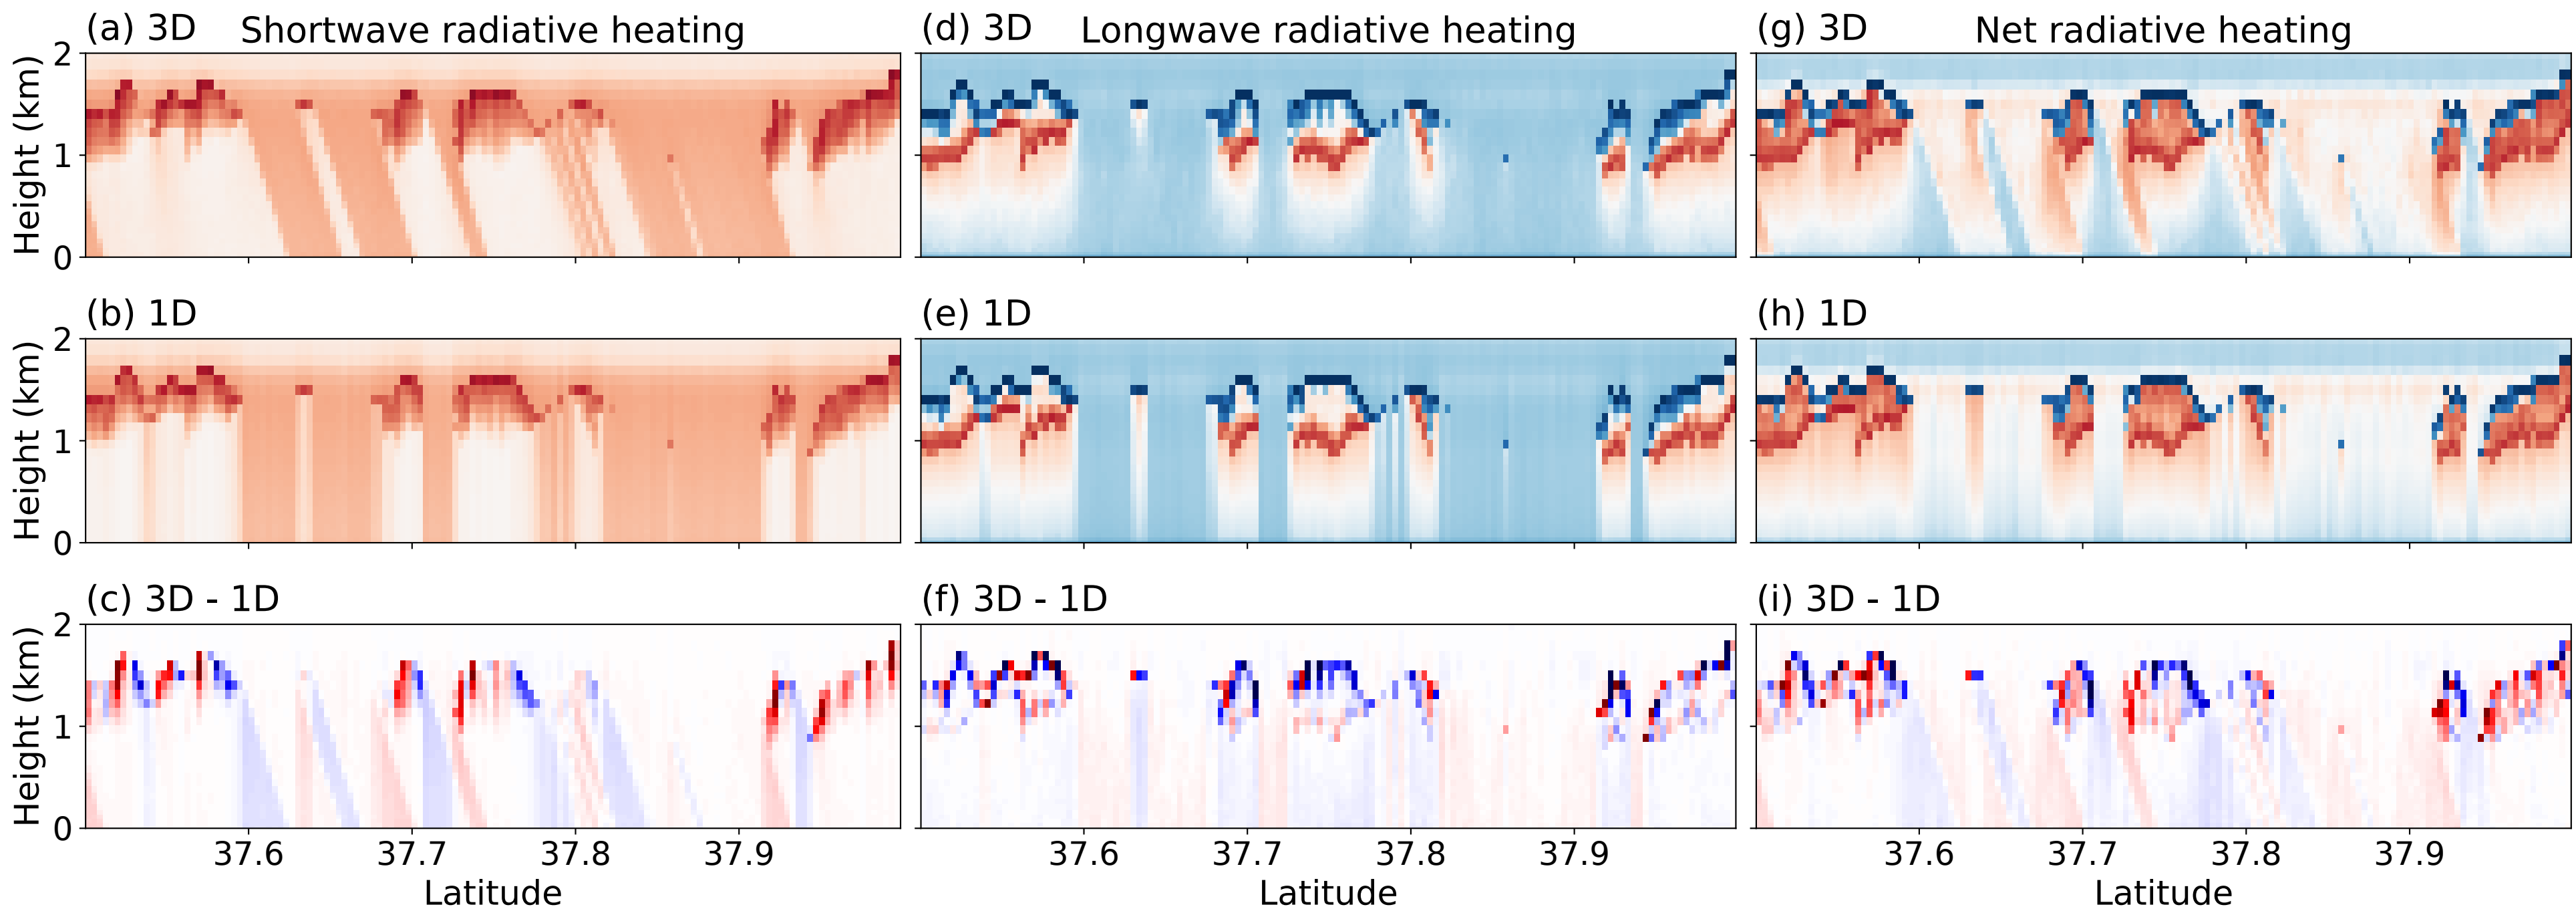 (a) 3D Shortwave radiative heating
(d) 3D Longwave radiative heating
(g) 3D Net radiative heating
2
1
0
Height (km)
(b) 1D
(e) 1D
(h) 1D
2
1
0
Height (km)
(c) 3D - 1D
(f) 3D - 1D
(i) 3D - 1D
2
1
0
Height (km)
37.6 37.7 37.8 37.9
37.6 37.7 37.8 37.9
37.6 37.7 37.8 37.9
Latitude
Latitude
Latitude